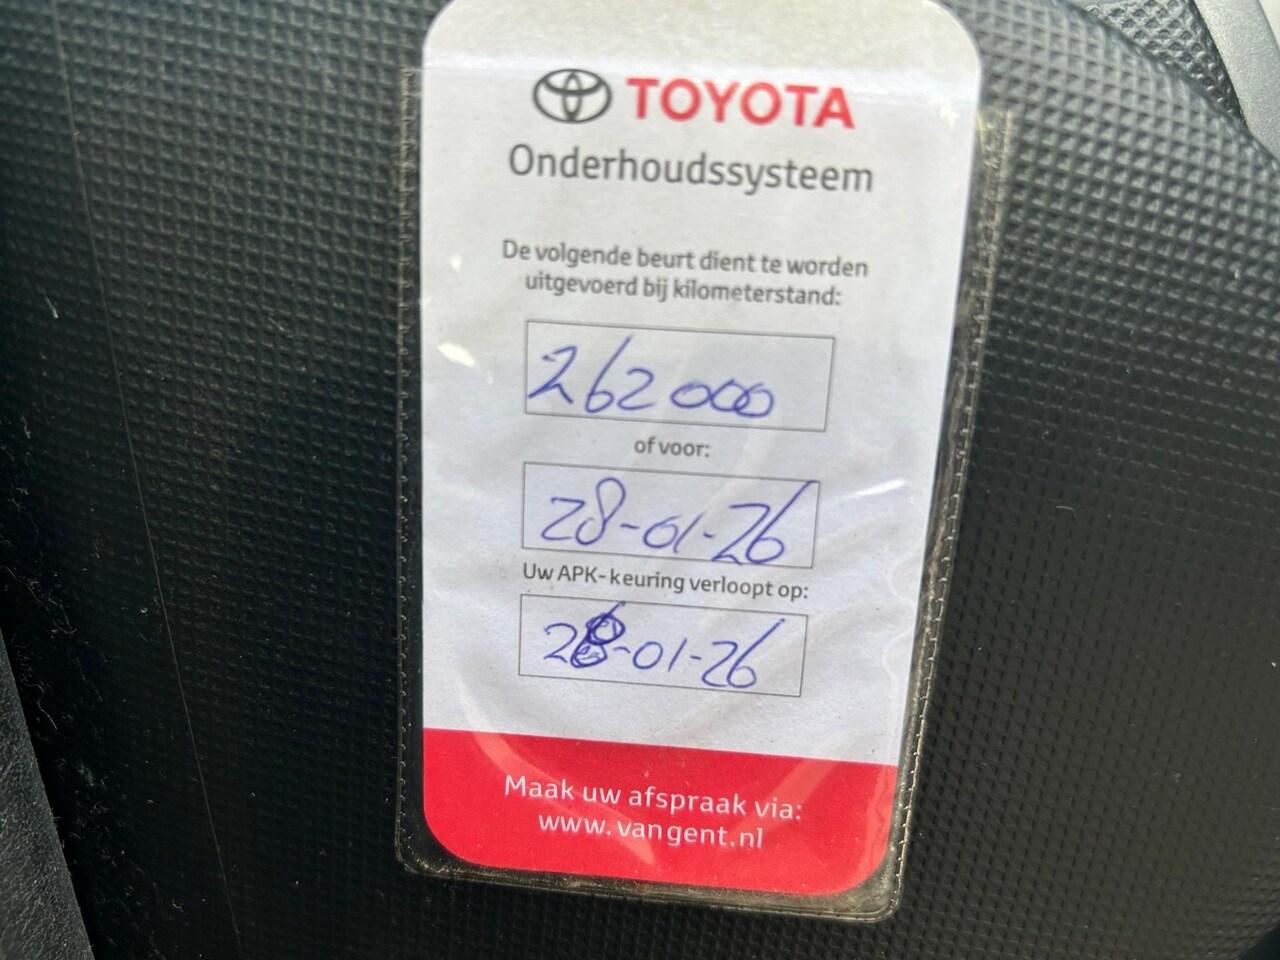 TOYOTA
Onderhoudssysteem
De volgende beurt dient te worden
uitgevoerd bij kilometerstand:
262000
of voor:
28-01-26
Uw APK-keuring verloopt op:
28-01-26
Maak uw afspraak via:
www.vangent.nl